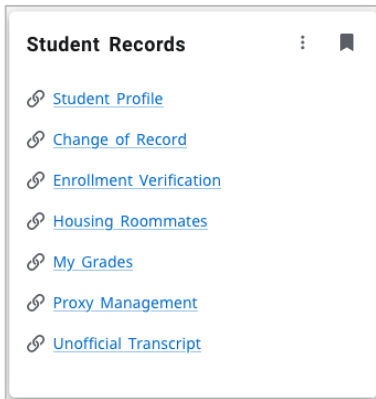 Student Records
Student Profile
Change of Record
Enrollment Verification
Housing Roommates
My Grades
Proxy Management
Unofficial Transcript